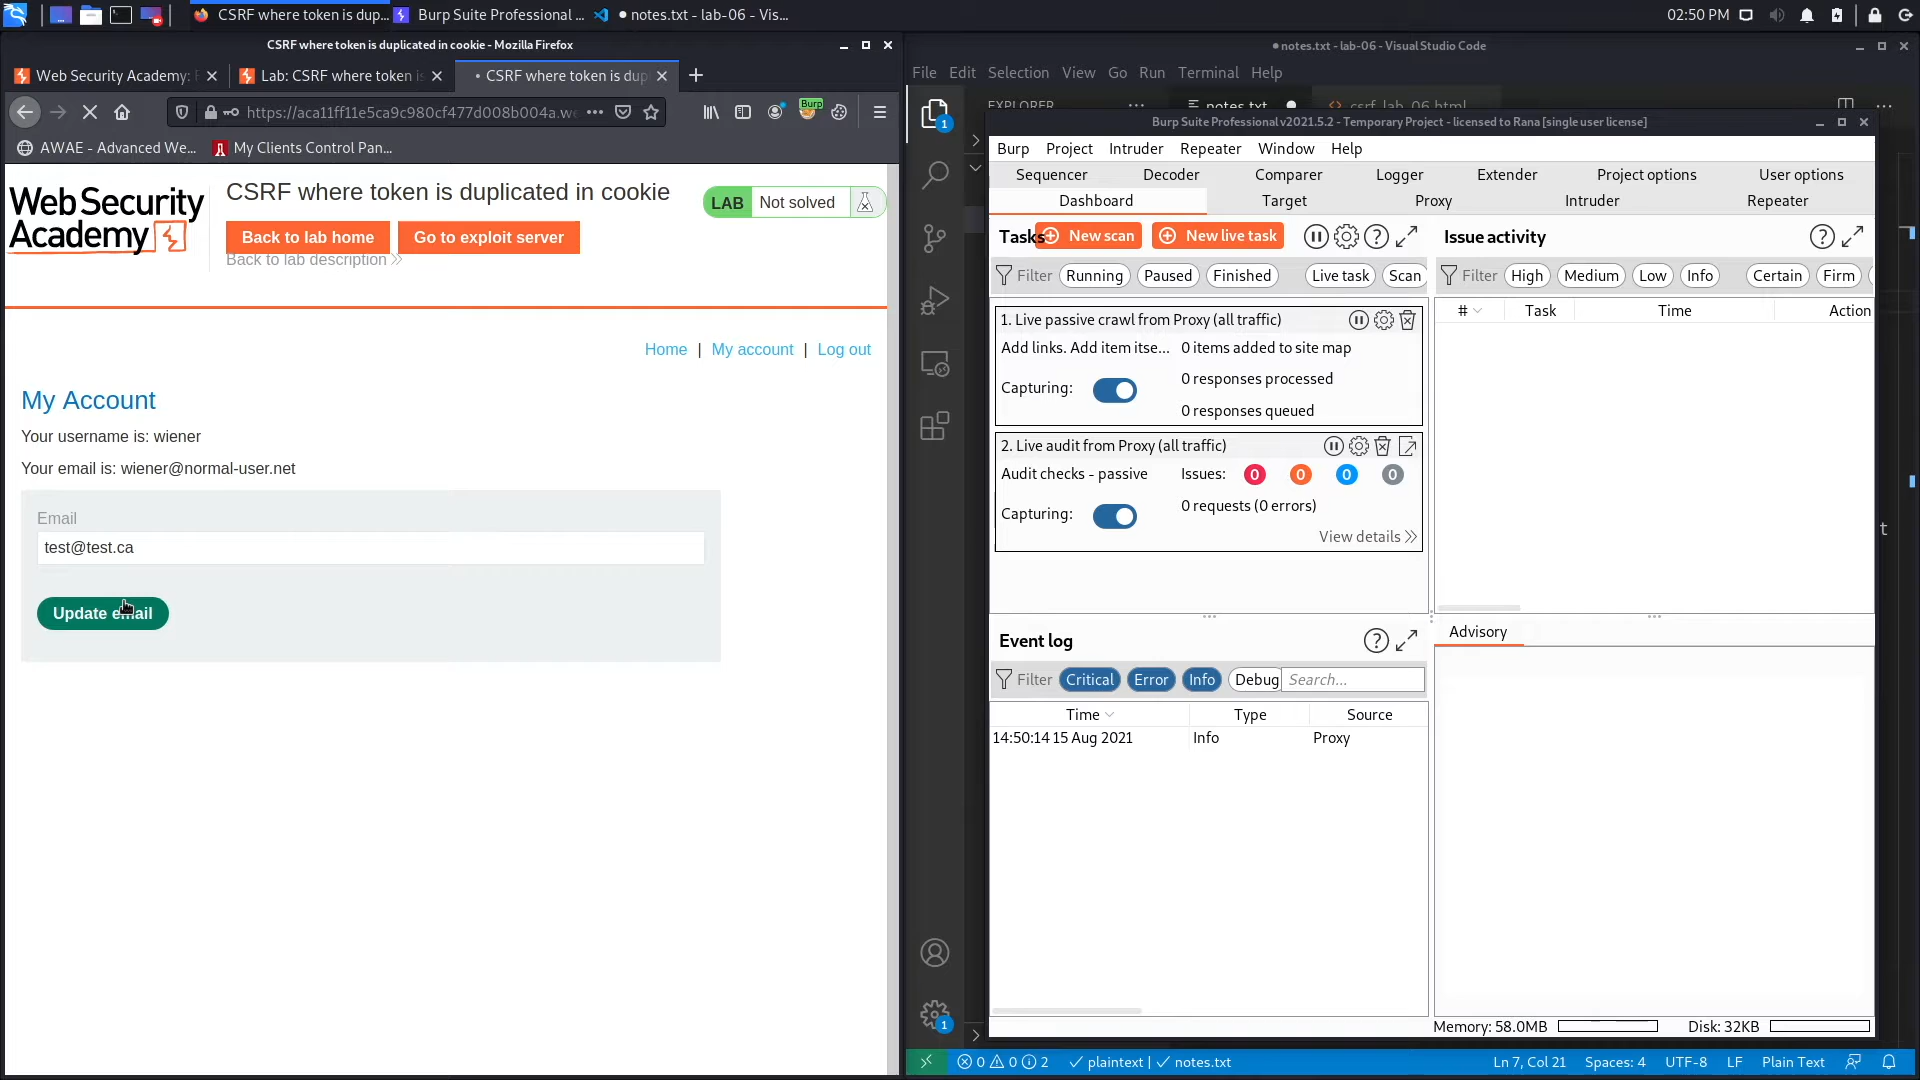 CSRF where token is dup...
Burp Suite Professional ...
● notes.txt - lab-06 - Vis...
02:50 PM
CSRF where token is duplicated in cookie - Mozilla Firefox
Web Security Academy:
Lab: CSRF where token is
CSRF where token is dup
https://aca11ff11e5ca9c980cf477d008b004a.we
Burp
AWAE - Advanced We...
My Clients Control Pan...
Web Security
Academy
CSRF where token is duplicated in cookie
LAB Not solved
Back to lab home
Go to exploit server
Back to lab description
Home | My account | Log out
My Account
Your username is: wiener
Your email is: wiener@normal-user.net
Email
test@test.ca
Update email
● notes.txt - lab-06 - Visual Studio Code
File Edit Selection View Go Run Terminal Help
EXPLORER
notes.txt
csrf_lab_06.html
1
Burp Suite Professional v2021.5.2 - Temporary Project - licensed to Rana [single user license]
Burp Project Intruder Repeater Window Help
Sequencer Decoder Comparer Logger Extender Project options User options
Dashboard Target Proxy Intruder Repeater
Tasks
New scan
New live task
Filter Running Paused Finished Live task Scan
1. Live passive crawl from Proxy (all traffic)
Add links. Add item itse... 0 items added to site map
Capturing:
0 responses processed
0 responses queued
2. Live audit from Proxy (all traffic)
Audit checks - passive Issues: 0 0 0 0
Capturing:
0 requests (0 errors)
View details
Event log
Filter Critical Error Info Debug Search...
Time Type Source
14:50:14 15 Aug 2021 Info Proxy
Issue activity
Filter High Medium Low Info Certain Firm
# Task Time Action
Advisory
Memory: 58.0MB Disk: 32KB
t
1
0 0 2 plaintext | notes.txt
Ln 7, Col 21 Spaces: 4 UTF-8 LF Plain Text